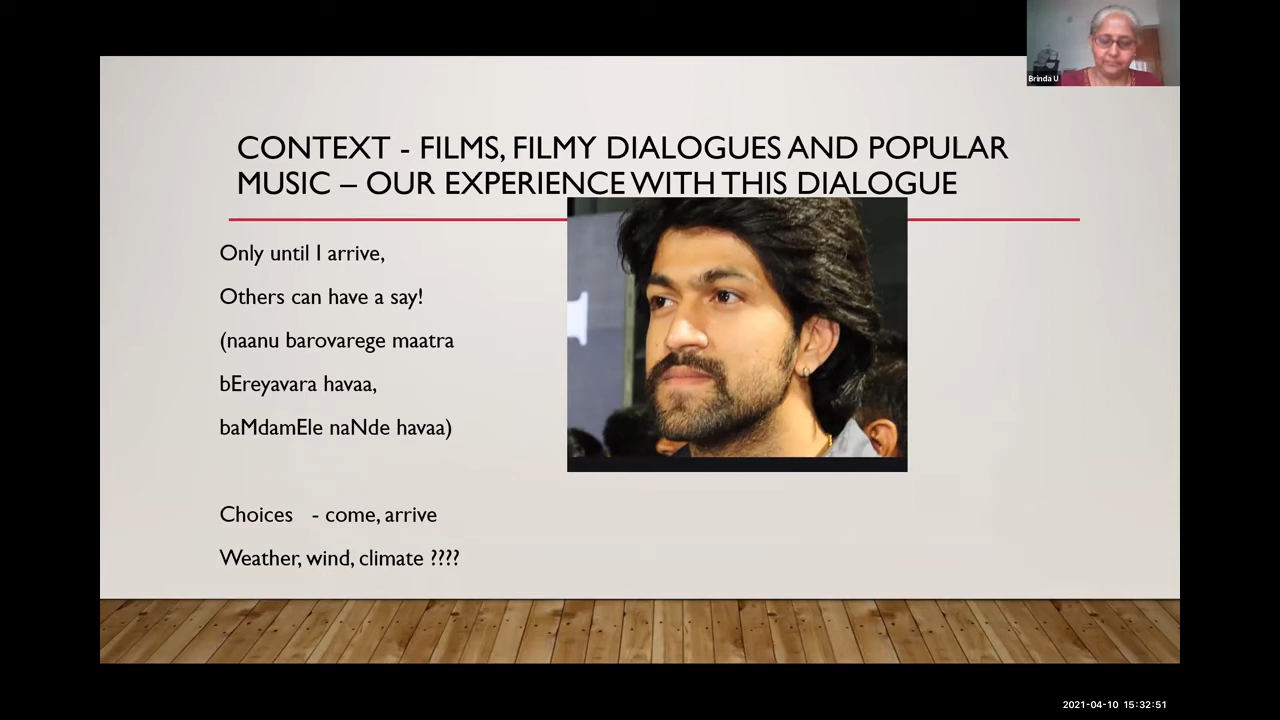 Brinda U
CONTEXT - FILMS, FILMY DIALOGUES AND POPULAR
MUSIC – OUR EXPERIENCE WITH THIS DIALOGUE
Only until I arrive,
Others can have a say!
(naanu barovarege maatra
bEreyavara havaa,
baMdamEle naNde havaa)
Choices - come, arrive
Weather, wind, climate ????
2021-04-10 15:32:51